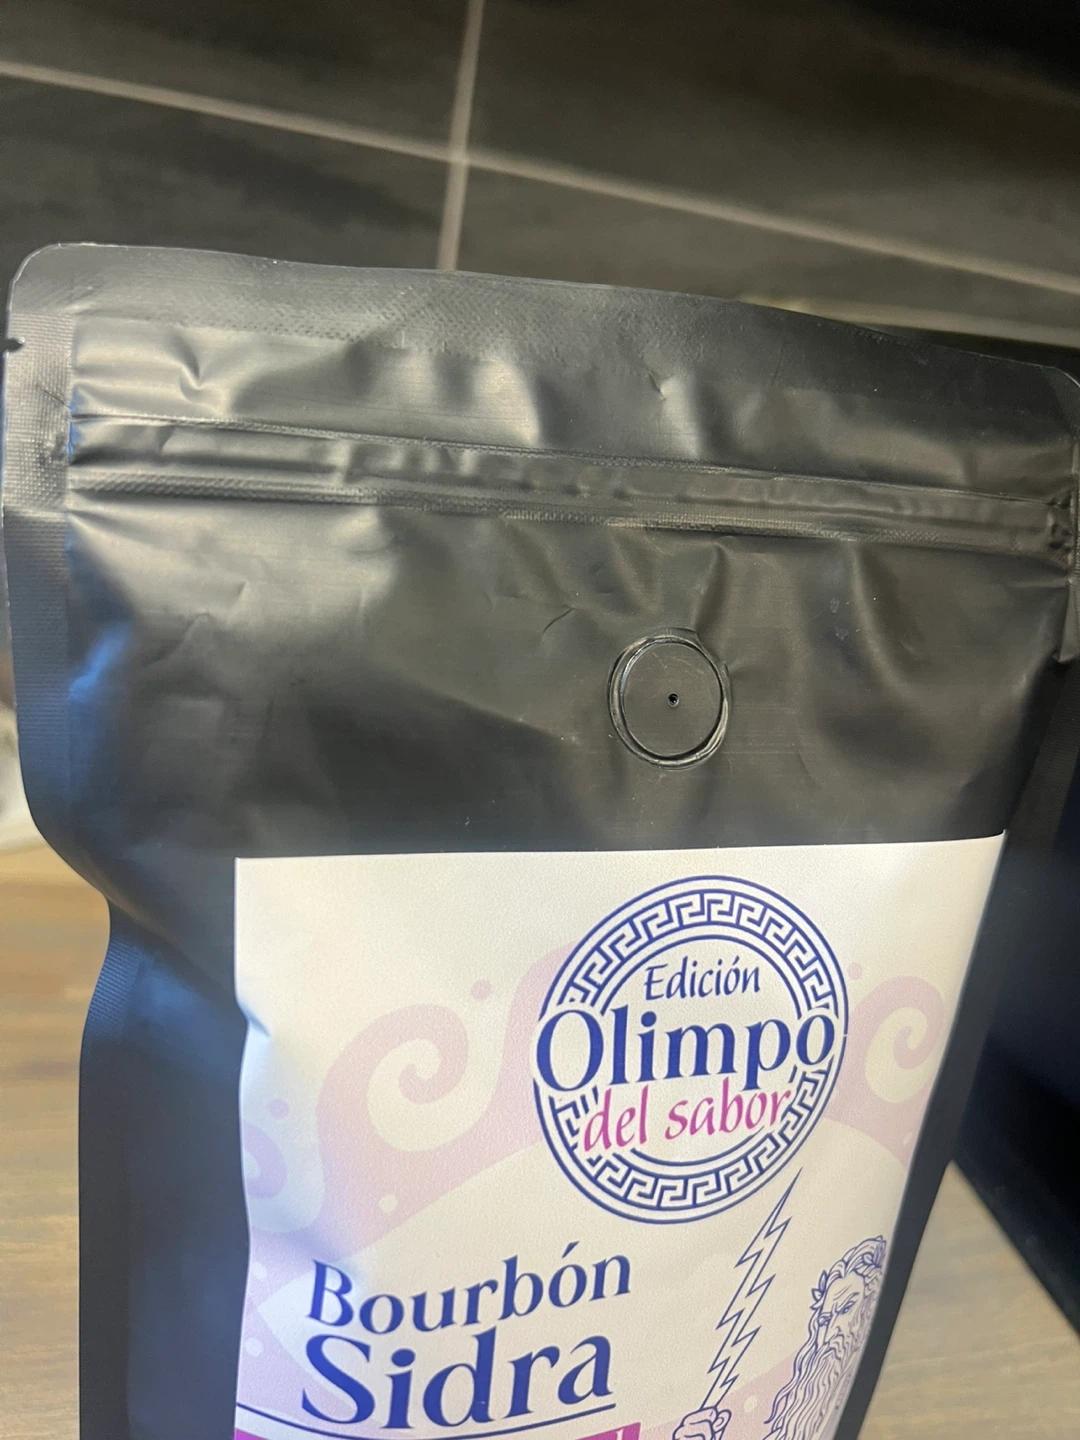 Edición
Olimpo
del sabor
Bourbón
Sidra